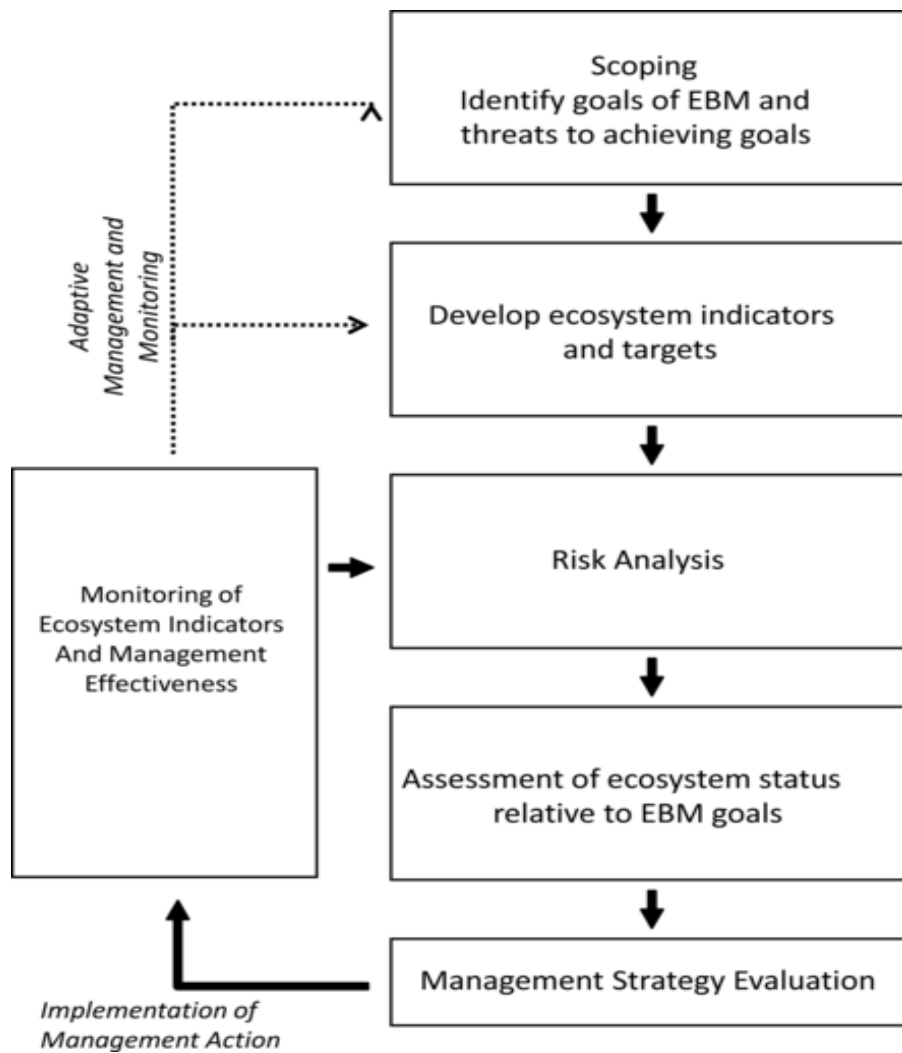 Scoping
Identify goals of EBM and
threats to achieving goals
Adaptive
Management and
Monitoring
Develop ecosystem indicators
and targets
Monitoring of
Ecosystem Indicators
And Management
Effectiveness
Risk Analysis
Assessment of ecosystem status
relative to EBM goals
Management Strategy Evaluation
Implementation of
Management Action